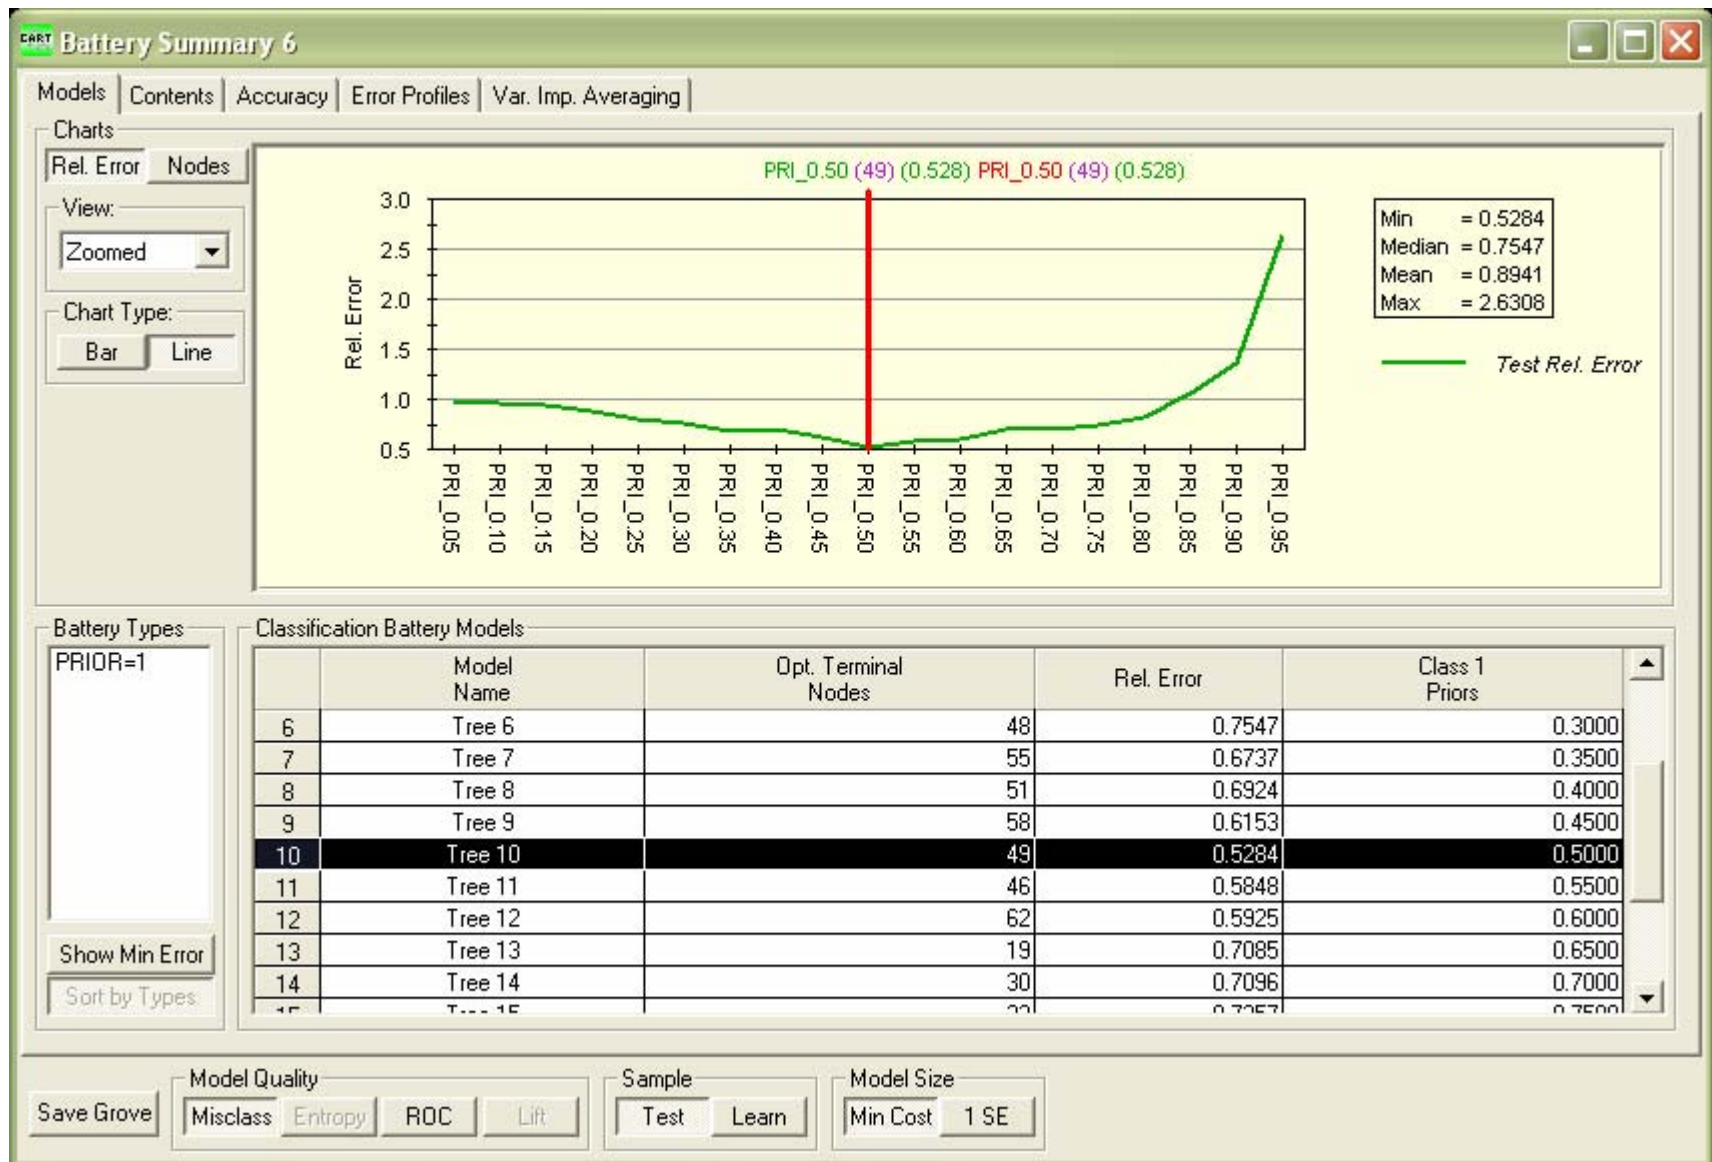 CART Battery Summary 6
Models Contents Accuracy Error Profiles Var. Imp. Averaging
Charts
Rel. Error Nodes
View:
Zoomed
Chart Type:
Bar Line
PRI_0.50 (49) (0.528) PRI_0.50 (49) (0.528)
Rel. Error
3.0
2.5
2.0
1.5
1.0
0.5
PRI_0.05
PRI_0.10
PRI_0.15
PRI_0.20
PRI_0.25
PRI_0.30
PRI_0.35
PRI_0.40
PRI_0.45
PRI_0.50
PRI_0.55
PRI_0.60
PRI_0.65
PRI_0.70
PRI_0.75
PRI_0.80
PRI_0.85
PRI_0.90
PRI_0.95
Min = 0.5284
Median = 0.7547
Mean = 0.8941
Max = 2.6308
Test Rel. Error
Battery Types
PRIOR=1
Show Min Error
Sort by Types
Classification Battery Models
Model Name Opt. Terminal Nodes Rel. Error Class 1 Priors
6 Tree 6 48 0.7547 0.3000
7 Tree 7 55 0.6737 0.3500
8 Tree 8 51 0.6924 0.4000
9 Tree 9 58 0.6153 0.4500
10 Tree 10 49 0.5284 0.5000
11 Tree 11 46 0.5848 0.5500
12 Tree 12 62 0.5925 0.6000
13 Tree 13 19 0.7085 0.6500
14 Tree 14 30 0.7096 0.7000
Save Grove
Model Quality
Misclass Entropy ROC Lift
Sample
Test Learn
Model Size
Min Cost 1 SE